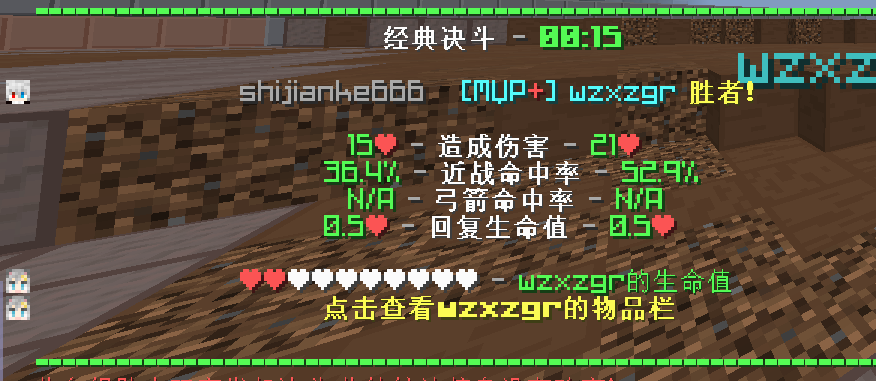 经典决斗 - 00:15
wzxz
shijianke666 [MVP+] wzxzgr 胜者!
15❤ - 造成伤害 - 21❤
36.4% - 近战命中率 - 52.9%
N/A - 弓箭命中率 - N/A
0.5❤ - 回复生命值 - 0.5❤
❤❤❤❤❤❤❤❤❤❤ - wzxzgr的生命值
点击查看wzxzgr的物品栏